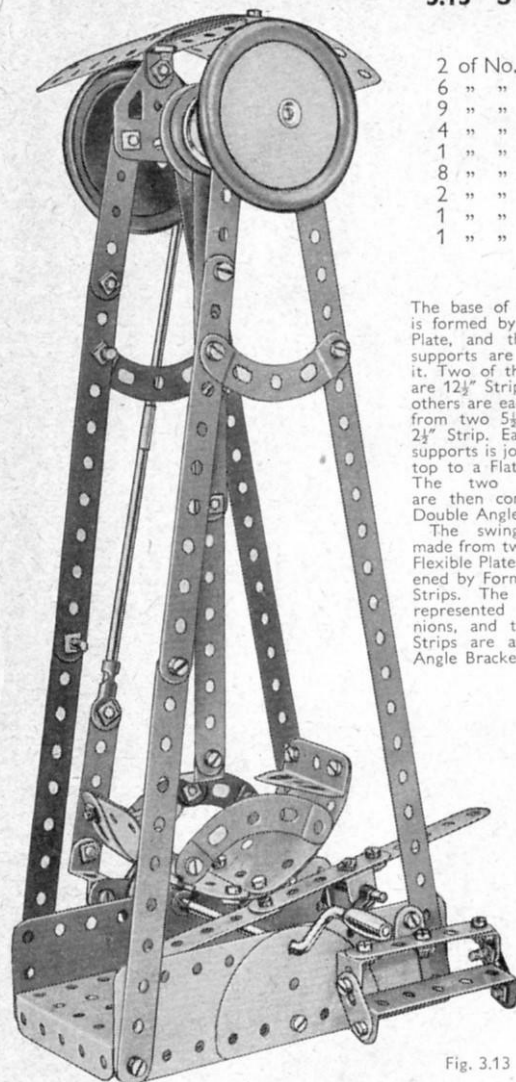 2 of No.
6 " "
9 " "
4 " "
1 " "
8 " "
2 " "
1 " "
1 " "
The base of
is formed by
Plate, and th
supports are
it. Two of th
are 12½" Strip
others are ea
from two 5½
2½" Strip. Ea
supports is jo
top to a Flat
The two
are then con
Double Angle
The swing
made from tw
Flexible Plate
ened by Form
Strips. The
represented
nions, and t
Strips are a
Angle Bracke
Fig. 3.13